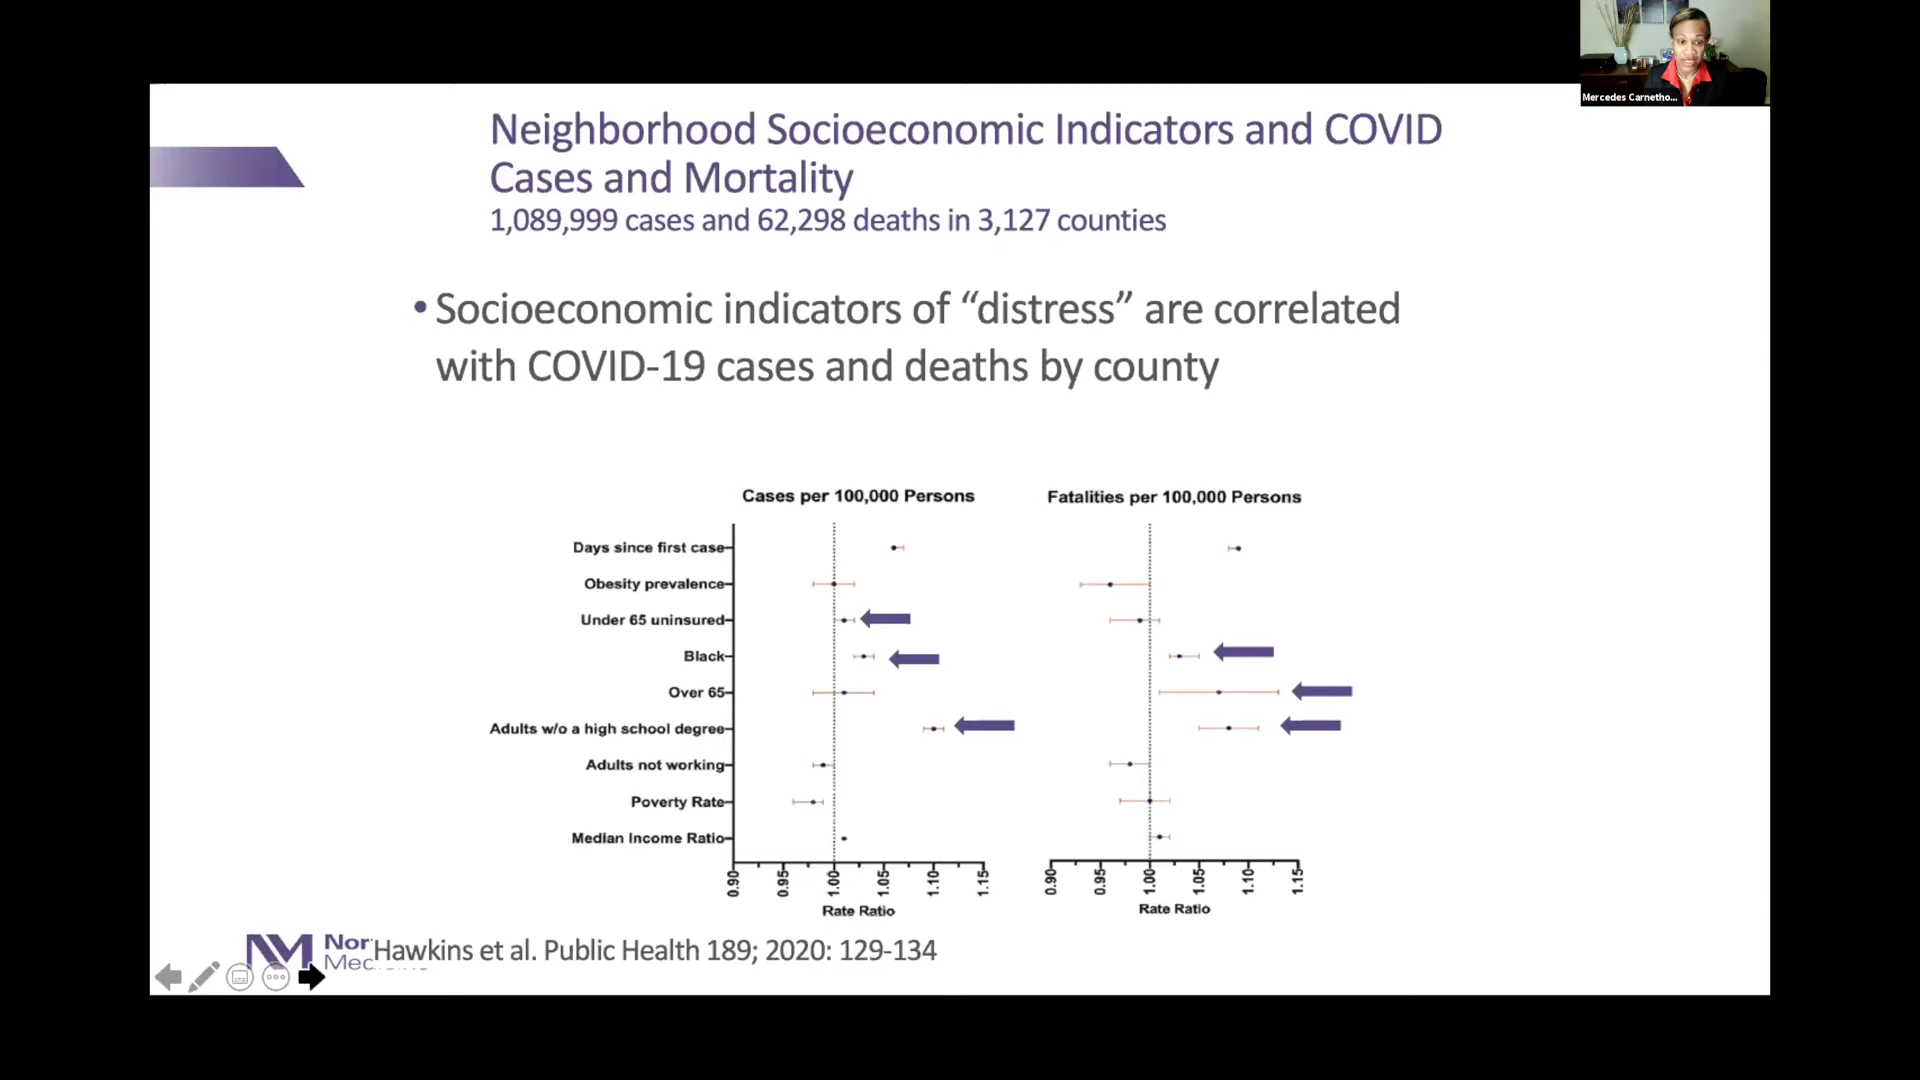 Mercedes Carnetho...
Neighborhood Socioeconomic Indicators and COVID
Cases and Mortality
1,089,999 cases and 62,298 deaths in 3,127 counties
• Socioeconomic indicators of “distress” are correlated
with COVID-19 cases and deaths by county
Cases per 100,000 Persons
Fatalities per 100,000 Persons
Days since first case
Obesity prevalence
Under 65 uninsured
Black
Over 65
Adults w/o a high school degree
Adults not working
Poverty Rate
Median Income Ratio
0.90 0.95 1.00 1.05 1.10 1.15
Rate Ratio
0.90 0.95 1.00 1.05 1.10 1.15
Rate Ratio
NM
Nor
Med
Hawkins et al. Public Health 189; 2020: 129-134